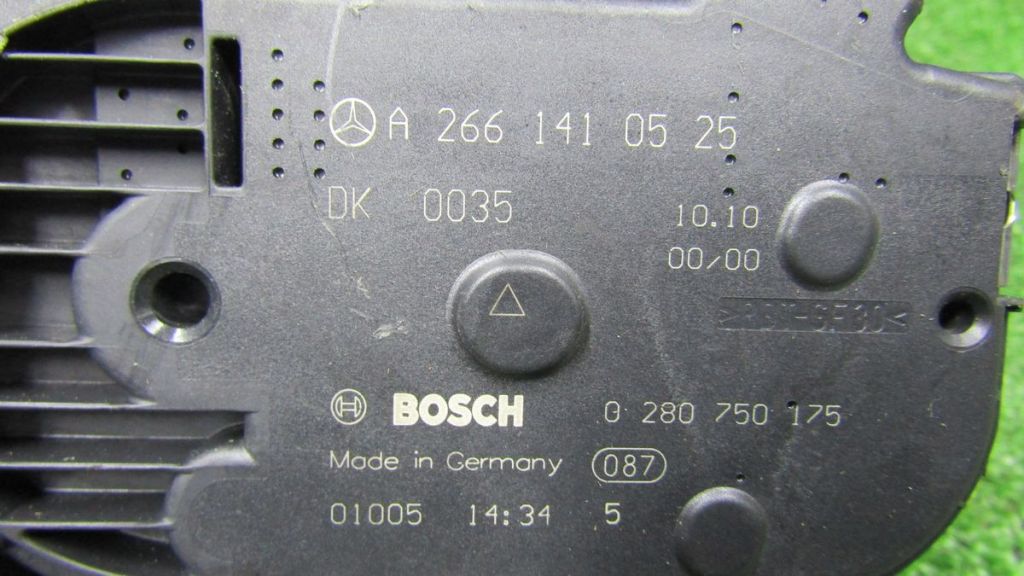 A 266 141 05 25
DK 0035
10.10
00/00
BOSCH 0 280 750 175
Made in Germany 087
01005 14:34 5